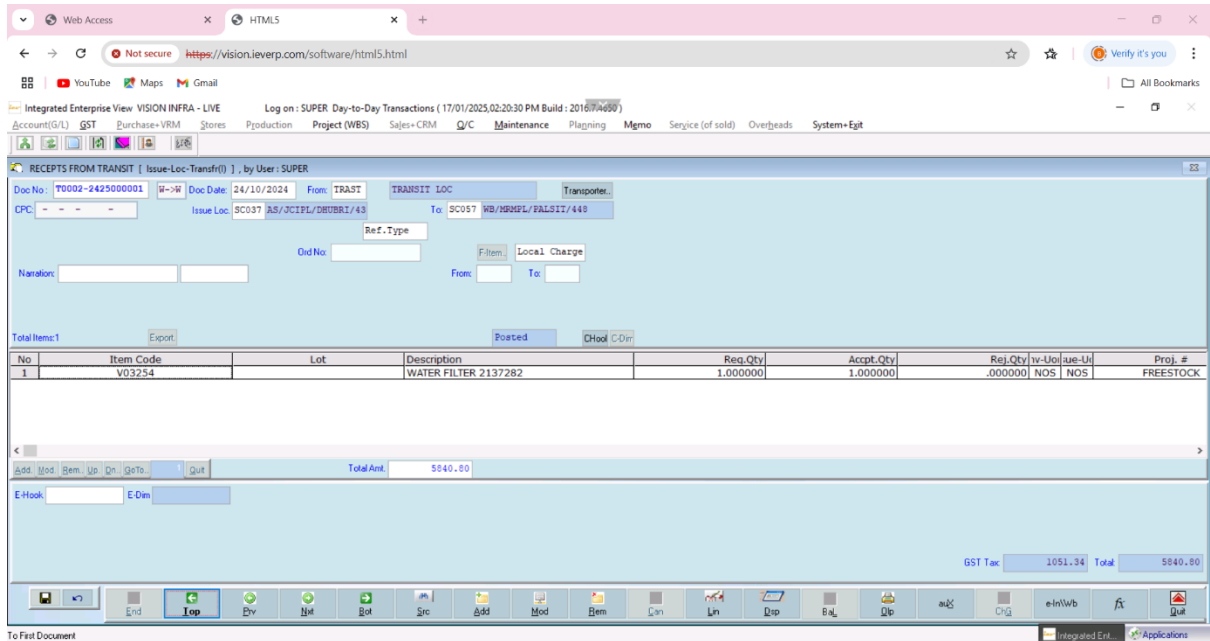 Web Access HTML5
Not secure https://vision.ieverp.com/software/html5.html Verify it's you
YouTube Maps Gmail All Bookmarks
Integrated Enterprise View VISION INFRA - LIVE Log on : SUPER Day-to-Day Transactions ( 17/01/2025,02:20:30 PM Build : 2016.7.4650 )
Account(G/L) GST Purchase+VRM Stores Production Project (WBS) Sales+CRM Q/C Maintenance Planning Memo Service (of sold) Overheads System+Exit
RECEPTS FROM TRANSIT [ Issue-Loc-Transfr(I) ] , by User : SUPER
Doc No : T0002-2425000001 W->W Doc Date: 24/10/2024 From: TRAST TRANSIT LOC Transporter..
CPC: - - - - Issue Loc. SC037 AS/JCIPL/DHUBRI/43 To: SC057 WB/MRMPL/PALSIT/448
Ref.Type
Ord No: F-Item.. Local Charge
Narration: From: To:
Total Items:1 Export. Posted CHool C-Dirr
No Item Code Lot Description Req.Qty Accpt.Qty Rej.Qty Proj. #
1 V03254 WATER FILTER 2137282 1.000000 1.000000 .000000 NOS NOS FREESTOCK
Add. Mod. Rem.. Up. Dn.. GoTo.. 1 Quit Total Amt. 5840.80
E-Hook E-Dim
GST Tax: 1051.34 Total: 5840.80
End Top Prv Nxt Bot Src Add Mod Rem Can Lin Dsp BaL Qlp ChG e-In\Wb fx Quit
To First Document Integrated Ent... Applications